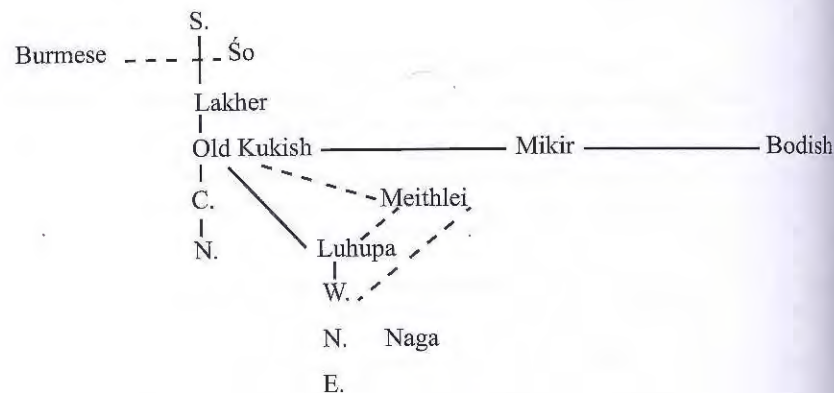 S.
Burmese Śo
Lakher
Old Kukish Mikir Bodish
C.
Meithlei
N.
Luhupa
W.
N. Naga
E.